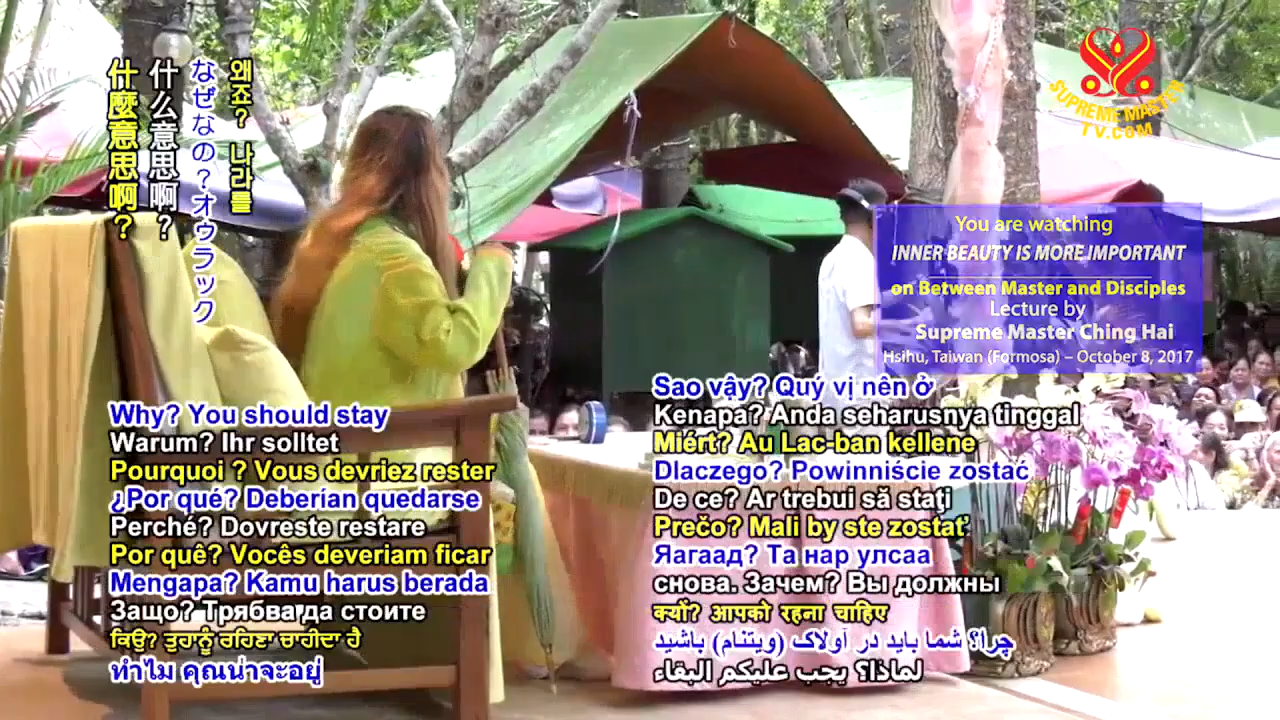 什麼意思啊？
什么意思啊？
なぜなの？オゥラック
왜죠? 나라를
SUPREME MASTER
TV.COM
You are watching
INNER BEAUTY IS MORE IMPORTANT
on Between Master and Disciples
Lecture by
Supreme Master Ching Hai
Hsihu, Taiwan (Formosa) – October 8, 2017
Why? You should stay
Warum? Ihr solltet
Pourquoi ? Vous devriez rester
¿Por qué? Deberían quedarse
Perché? Dovreste restare
Por quê? Vocês deveriam ficar
Mengapa? Kamu harus berada
Защо? Трябва да стоите
ਕਿਉਂ? ਤੁਹਾਨੂੰ ਰਹਿਣਾ ਚਾਹੀਦਾ ਹੈ
ทำไม คุณน่าจะอยู่
Sao vậy? Quý vị nên ở
Kenapa? Anda seharusnya tinggal
Miért? Au Lac-ban kellene
Dlaczego? Powinniście zostać
De ce? Ar trebui să staţi
Prečo? Mali by ste zostať
Яагаад? Та нар улсаа
снова. Зачем? Вы должны
क्यों? आपको रहना चाहिए
چرا؟ شما باید در اولاک (ویتنام) باشید
لماذا؟ يجب عليكم البقاء